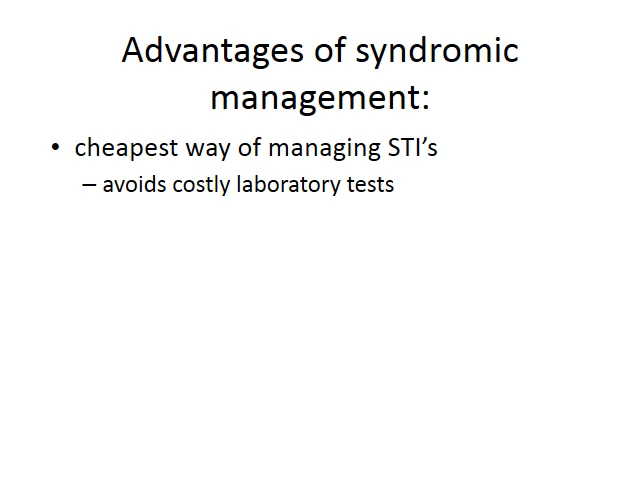 Advantages of syndromic
management:
• cheapest way of managing STI’s
– avoids costly laboratory tests